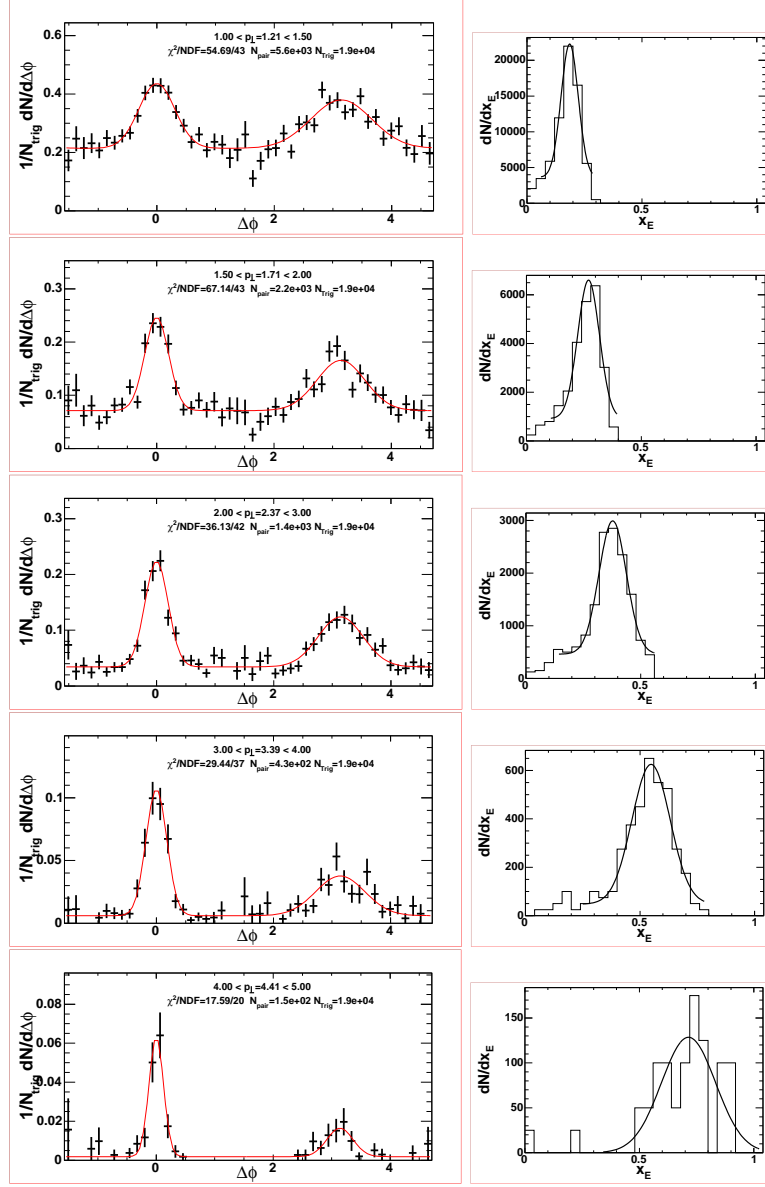 1.00 < p⊥=1.21 < 1.50
χ²/NDF=54.69/43 N_pair=5.6e+03 N_Trig=1.9e+04
1/N_trig dN/dΔφ
0.6
0.4
0.2
0
0 2 4
Δφ
dN/dx_E
20000
15000
10000
5000
0
0 0.5 1
x_E
1.50 < p⊥=1.71 < 2.00
χ²/NDF=67.14/43 N_pair=2.2e+03 N_Trig=1.9e+04
1/N_trig dN/dΔφ
0.3
0.2
0.1
0
0 2 4
Δφ
dN/dx_E
6000
4000
2000
0
0 0.5 1
x_E
2.00 < p⊥=2.37 < 3.00
χ²/NDF=36.13/42 N_pair=1.4e+03 N_Trig=1.9e+04
1/N_trig dN/dΔφ
0.3
0.2
0.1
0
0 2 4
Δφ
dN/dx_E
3000
2000
1000
0
0 0.5 1
x_E
3.00 < p⊥=3.39 < 4.00
χ²/NDF=29.44/37 N_pair=4.3e+02 N_Trig=1.9e+04
1/N_trig dN/dΔφ
0.1
0.05
0
0 2 4
Δφ
dN/dx_E
600
400
200
0
0 0.5 1
x_E
4.00 < p⊥=4.41 < 5.00
χ²/NDF=17.59/20 N_pair=1.5e+02 N_Trig=1.9e+04
1/N_trig dN/dΔφ
0.08
0.06
0.04
0.02
0
0 2 4
Δφ
dN/dx_E
150
100
50
0
0 0.5 1
x_E